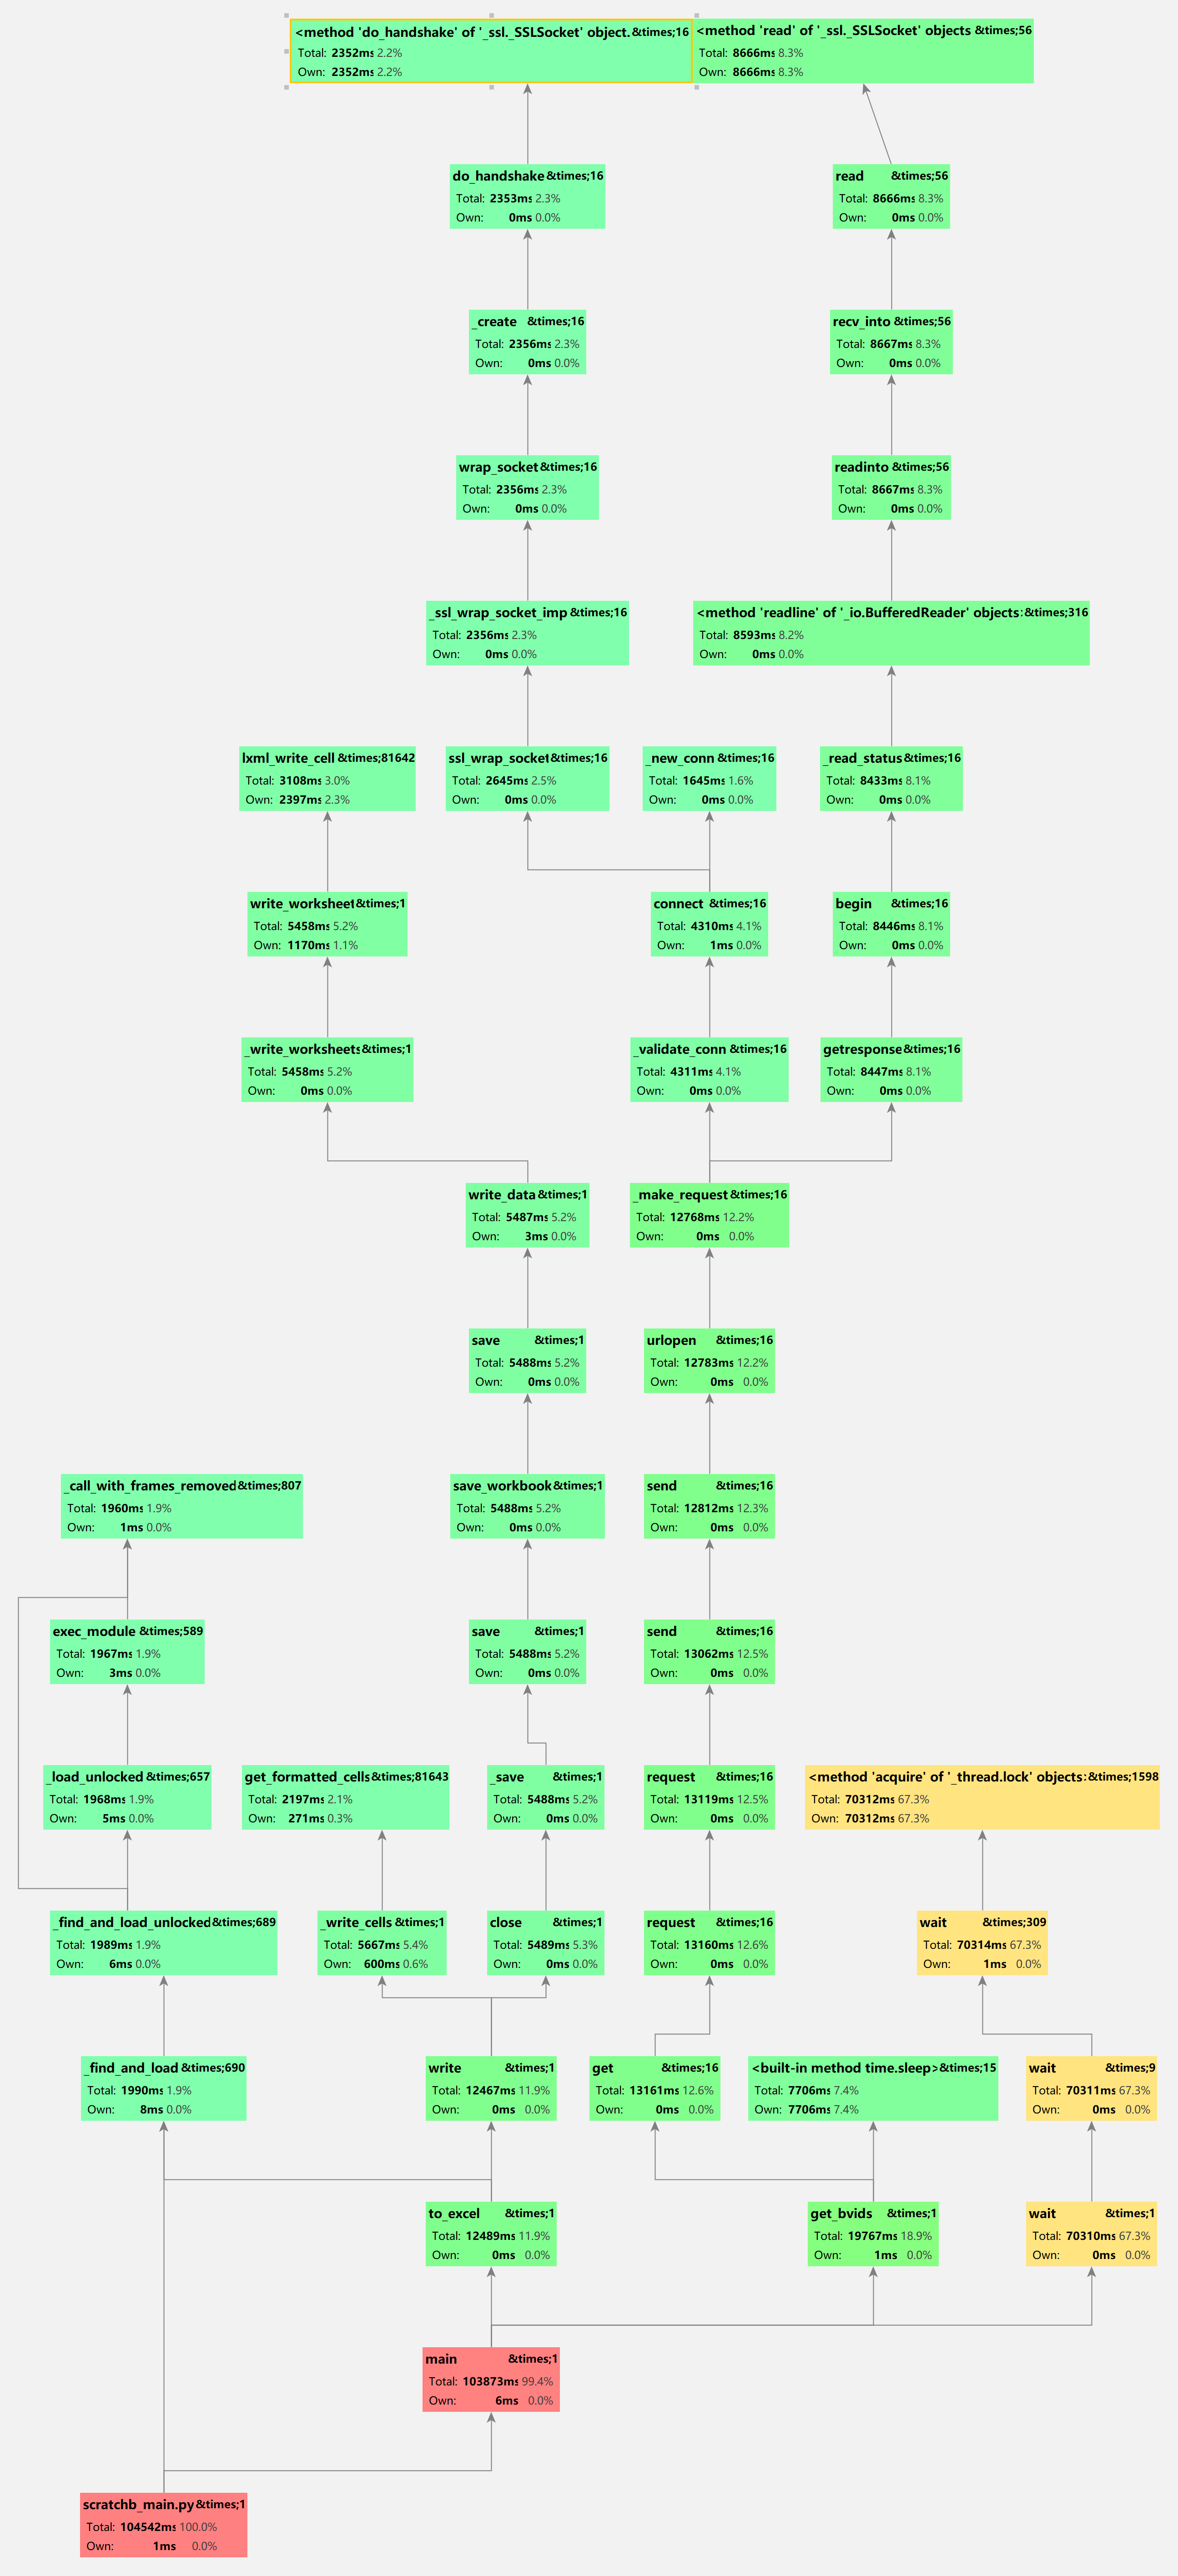 <method 'do_handshake' of '_ssl._SSLSocket' object. &times;16
Total: 2352ms 2.2%
Own: 2352ms 2.2%
<method 'read' of '_ssl._SSLSocket' objects &times;56
Total: 8666ms 8.3%
Own: 8666ms 8.3%
do_handshake &times;16
Total: 2353ms 2.3%
Own: 0ms 0.0%
read &times;56
Total: 8666ms 8.3%
Own: 0ms 0.0%
_create &times;16
Total: 2356ms 2.3%
Own: 0ms 0.0%
recv_into &times;56
Total: 8667ms 8.3%
Own: 0ms 0.0%
wrap_socket &times;16
Total: 2356ms 2.3%
Own: 0ms 0.0%
readinto &times;56
Total: 8667ms 8.3%
Own: 0ms 0.0%
_ssl_wrap_socket_imp &times;16
Total: 2356ms 2.3%
Own: 0ms 0.0%
<method 'readline' of '_io.BufferedReader' objects: &times;316
Total: 8593ms 8.2%
Own: 0ms 0.0%
lxml_write_cell &times;81642
Total: 3108ms 3.0%
Own: 2397ms 2.3%
ssl_wrap_socket &times;16
Total: 2645ms 2.5%
Own: 0ms 0.0%
_new_conn &times;16
Total: 1645ms 1.6%
Own: 0ms 0.0%
_read_status &times;16
Total: 8433ms 8.1%
Own: 0ms 0.0%
write_worksheet &times;1
Total: 5458ms 5.2%
Own: 1170ms 1.1%
connect &times;16
Total: 4310ms 4.1%
Own: 1ms 0.0%
begin &times;16
Total: 8446ms 8.1%
Own: 0ms 0.0%
_write_worksheets &times;1
Total: 5458ms 5.2%
Own: 0ms 0.0%
_validate_conn &times;16
Total: 4311ms 4.1%
Own: 0ms 0.0%
getresponse &times;16
Total: 8447ms 8.1%
Own: 0ms 0.0%
write_data &times;1
Total: 5487ms 5.2%
Own: 3ms 0.0%
_make_request &times;16
Total: 12768ms 12.2%
Own: 0ms 0.0%
save &times;1
Total: 5488ms 5.2%
Own: 0ms 0.0%
urlopen &times;16
Total: 12783ms 12.2%
Own: 0ms 0.0%
_call_with_frames_removed &times;807
Total: 1960ms 1.9%
Own: 1ms 0.0%
save_workbook &times;1
Total: 5488ms 5.2%
Own: 0ms 0.0%
send &times;16
Total: 12812ms 12.3%
Own: 0ms 0.0%
exec_module &times;589
Total: 1967ms 1.9%
Own: 3ms 0.0%
save &times;1
Total: 5488ms 5.2%
Own: 0ms 0.0%
send &times;16
Total: 13062ms 12.5%
Own: 0ms 0.0%
_load_unlocked &times;657
Total: 1968ms 1.9%
Own: 5ms 0.0%
get_formatted_cells &times;81643
Total: 2197ms 2.1%
Own: 271ms 0.3%
_save &times;1
Total: 5488ms 5.2%
Own: 0ms 0.0%
request &times;16
Total: 13119ms 12.5%
Own: 0ms 0.0%
<method 'acquire' of '_thread.lock' objects: &times;1598
Total: 70312ms 67.3%
Own: 70312ms 67.3%
_find_and_load_unlocked &times;689
Total: 1989ms 1.9%
Own: 6ms 0.0%
_write_cells &times;1
Total: 5667ms 5.4%
Own: 600ms 0.6%
close &times;1
Total: 5489ms 5.3%
Own: 0ms 0.0%
request &times;16
Total: 13160ms 12.6%
Own: 0ms 0.0%
wait &times;309
Total: 70314ms 67.3%
Own: 1ms 0.0%
_find_and_load &times;690
Total: 1990ms 1.9%
Own: 8ms 0.0%
write &times;1
Total: 12467ms 11.9%
Own: 0ms 0.0%
get &times;16
Total: 13161ms 12.6%
Own: 0ms 0.0%
<built-in method time.sleep> &times;15
Total: 7706ms 7.4%
Own: 7706ms 7.4%
wait &times;9
Total: 70311ms 67.3%
Own: 0ms 0.0%
to_excel &times;1
Total: 12489ms 11.9%
Own: 0ms 0.0%
get_bvids &times;1
Total: 19767ms 18.9%
Own: 1ms 0.0%
wait &times;1
Total: 70310ms 67.3%
Own: 0ms 0.0%
main &times;1
Total: 103873ms 99.4%
Own: 6ms 0.0%
scratchb_main.py &times;1
Total: 104542ms 100.0%
Own: 1ms 0.0%